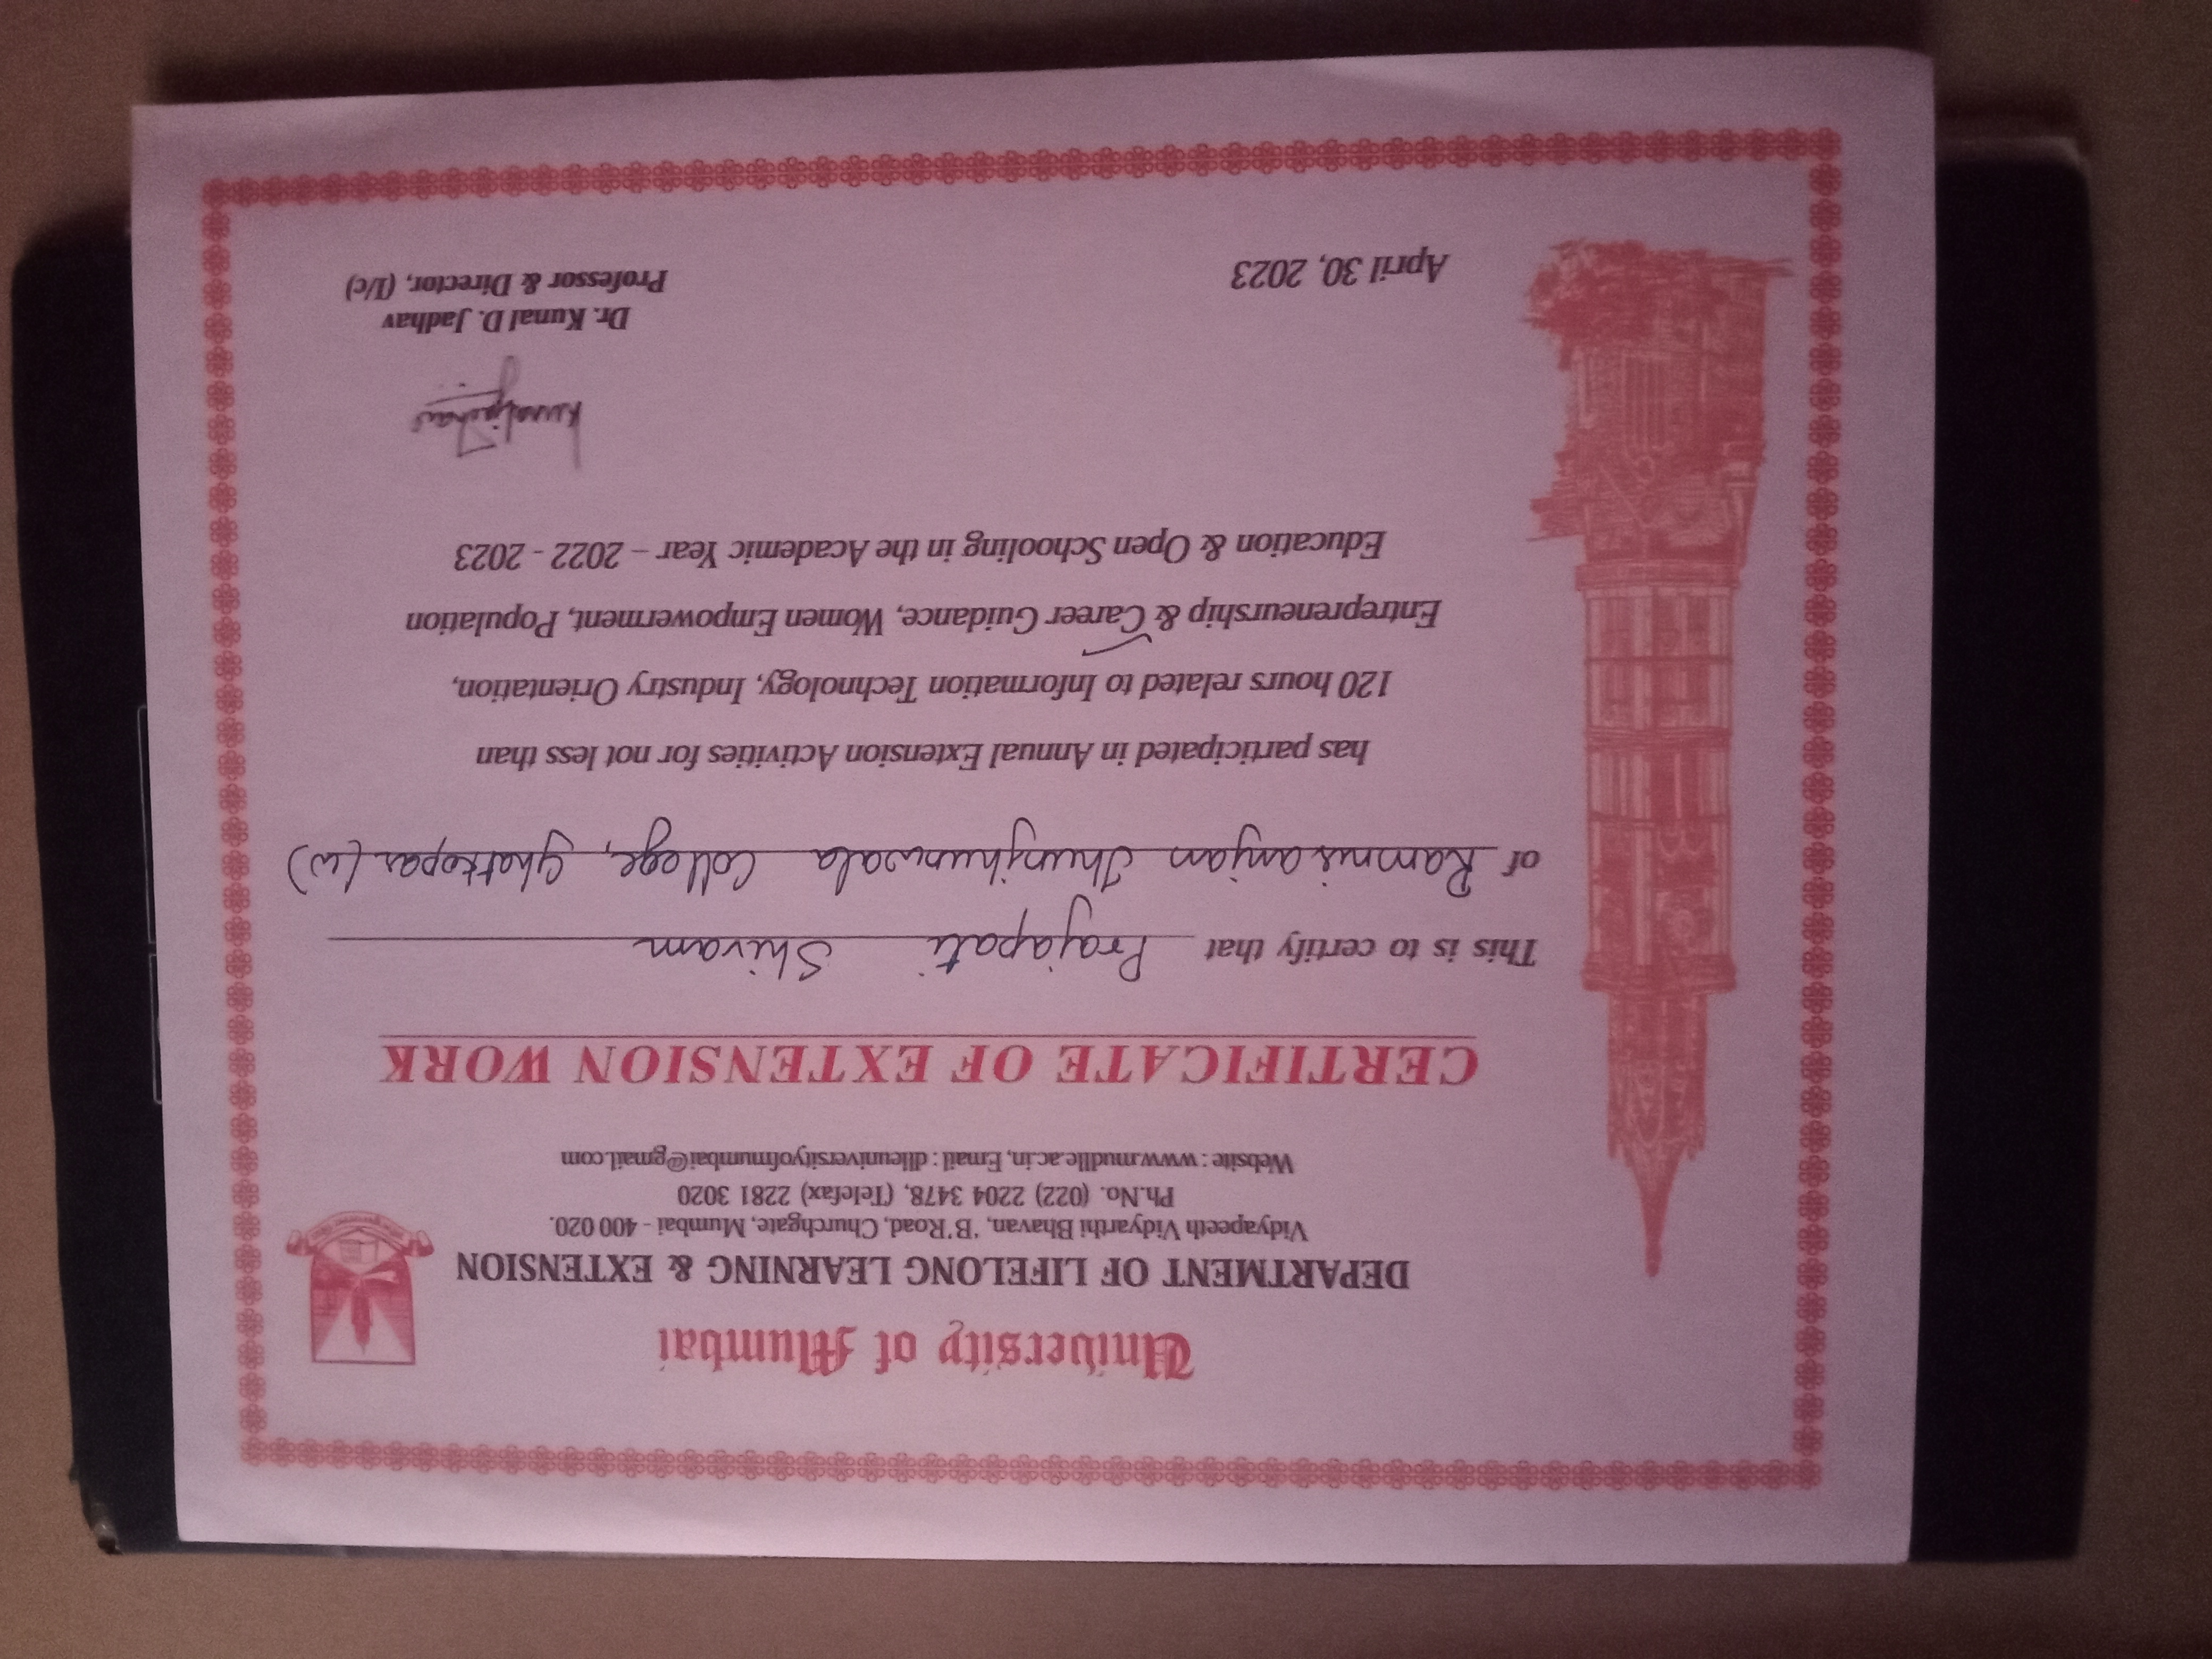 University of Mumbai
DEPARTMENT OF LIFELONG LEARNING & EXTENSION
Vidyapeeth Vidyarthi Bhavan, 'B'Road, Churchgate, Mumbai - 400 020.
Ph.No. (022) 2204 3478, (Telefax) 2281 3020
Website : www.mudlle.ac.in, Email : dlleuniversityofmumbai@gmail.com
CERTIFICATE OF EXTENSION WORK
This is to certify that Prajapati Shivam
of Ramniranjan Jhunjhunwala College, Ghatkopar (W)
has participated in Annual Extension Activities for not less than
120 hours related to Information Technology, Industry Orientation,
Entrepreneurship & Career Guidance, Women Empowerment, Population
Education & Open Schooling in the Academic Year – 2022 - 2023
Dr. Kunal D. Jadhav
April 30, 2023 Professor & Director, (I/c)